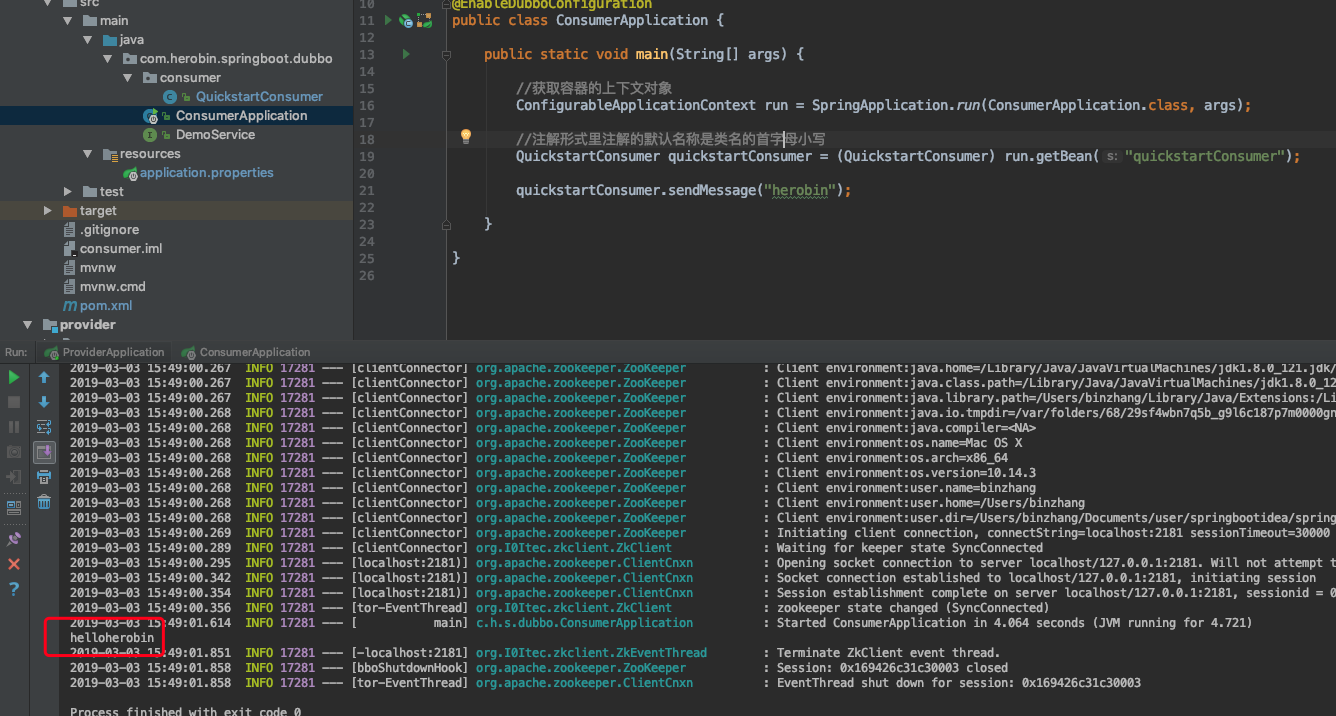 src
main
java
com.herobin.springboot.dubbo
consumer
QuickstartConsumer
ConsumerApplication
DemoService
resources
application.properties
test
target
.gitignore
consumer.iml
mvnw
mvnw.cmd
pom.xml
provider
10 @EnableDubboConfiguration
11 public class ConsumerApplication {
12
13 public static void main(String[] args) {
14
15 //获取容器的上下文对象
16 ConfigurableApplicationContext run = SpringApplication.run(ConsumerApplication.class, args);
17
18 //注解形式里注解的默认名称是类名的首字母小写
19 QuickstartConsumer quickstartConsumer = (QuickstartConsumer) run.getBean( s: "quickstartConsumer");
20
21 quickstartConsumer.sendMessage("herobin");
22
23 }
24
25 }
26
Run: ProviderApplication ConsumerApplication
2019-03-03 15:49:00.267 INFO 17281 --- [clientConnector] org.apache.zookeeper.ZooKeeper : Client environment:java.home=/Library/Java/JavaVirtualMachines/jdk1.8.0_121.jdk/
2019-03-03 15:49:00.267 INFO 17281 --- [clientConnector] org.apache.zookeeper.ZooKeeper : Client environment:java.class.path=/Library/Java/JavaVirtualMachines/jdk1.8.0_12
2019-03-03 15:49:00.267 INFO 17281 --- [clientConnector] org.apache.zookeeper.ZooKeeper : Client environment:java.library.path=/Users/binzhang/Library/Java/Extensions:/Li
2019-03-03 15:49:00.268 INFO 17281 --- [clientConnector] org.apache.zookeeper.ZooKeeper : Client environment:java.io.tmpdir=/var/folders/68/29sf4wbn7q5b_g9l6c187p7m0000gn
2019-03-03 15:49:00.268 INFO 17281 --- [clientConnector] org.apache.zookeeper.ZooKeeper : Client environment:java.compiler=<NA>
2019-03-03 15:49:00.268 INFO 17281 --- [clientConnector] org.apache.zookeeper.ZooKeeper : Client environment:os.name=Mac OS X
2019-03-03 15:49:00.268 INFO 17281 --- [clientConnector] org.apache.zookeeper.ZooKeeper : Client environment:os.arch=x86_64
2019-03-03 15:49:00.268 INFO 17281 --- [clientConnector] org.apache.zookeeper.ZooKeeper : Client environment:os.version=10.14.3
2019-03-03 15:49:00.268 INFO 17281 --- [clientConnector] org.apache.zookeeper.ZooKeeper : Client environment:user.name=binzhang
2019-03-03 15:49:00.268 INFO 17281 --- [clientConnector] org.apache.zookeeper.ZooKeeper : Client environment:user.home=/Users/binzhang
2019-03-03 15:49:00.268 INFO 17281 --- [clientConnector] org.apache.zookeeper.ZooKeeper : Client environment:user.dir=/Users/binzhang/Documents/user/springbootidea/spring
2019-03-03 15:49:00.269 INFO 17281 --- [clientConnector] org.apache.zookeeper.ZooKeeper : Initiating client connection, connectString=localhost:2181 sessionTimeout=30000
2019-03-03 15:49:00.289 INFO 17281 --- [clientConnector] org.I0Itec.zkclient.ZkClient : Waiting for keeper state SyncConnected
2019-03-03 15:49:00.295 INFO 17281 --- [localhost:2181)] org.apache.zookeeper.ClientCnxn : Opening socket connection to server localhost/127.0.0.1:2181. Will not attempt t
2019-03-03 15:49:00.342 INFO 17281 --- [localhost:2181)] org.apache.zookeeper.ClientCnxn : Socket connection established to localhost/127.0.0.1:2181, initiating session
2019-03-03 15:49:00.354 INFO 17281 --- [localhost:2181)] org.apache.zookeeper.ClientCnxn : Session establishment complete on server localhost/127.0.0.1:2181, sessionid = 0
2019-03-03 15:49:00.356 INFO 17281 --- [tor-EventThread] org.I0Itec.zkclient.ZkClient : zookeeper state changed (SyncConnected)
2019-03-03 15:49:01.614 INFO 17281 --- [ main] c.h.s.dubbo.ConsumerApplication : Started ConsumerApplication in 4.064 seconds (JVM running for 4.721)
helloherobin
2019-03-03 15:49:01.851 INFO 17281 --- [-localhost:2181] org.I0Itec.zkclient.ZkEventThread : Terminate ZkClient event thread.
2019-03-03 15:49:01.858 INFO 17281 --- [bboShutdownHook] org.apache.zookeeper.ZooKeeper : Session: 0x169426c31c30003 closed
2019-03-03 15:49:01.858 INFO 17281 --- [tor-EventThread] org.apache.zookeeper.ClientCnxn : EventThread shut down for session: 0x169426c31c30003
Process finished with exit code 0